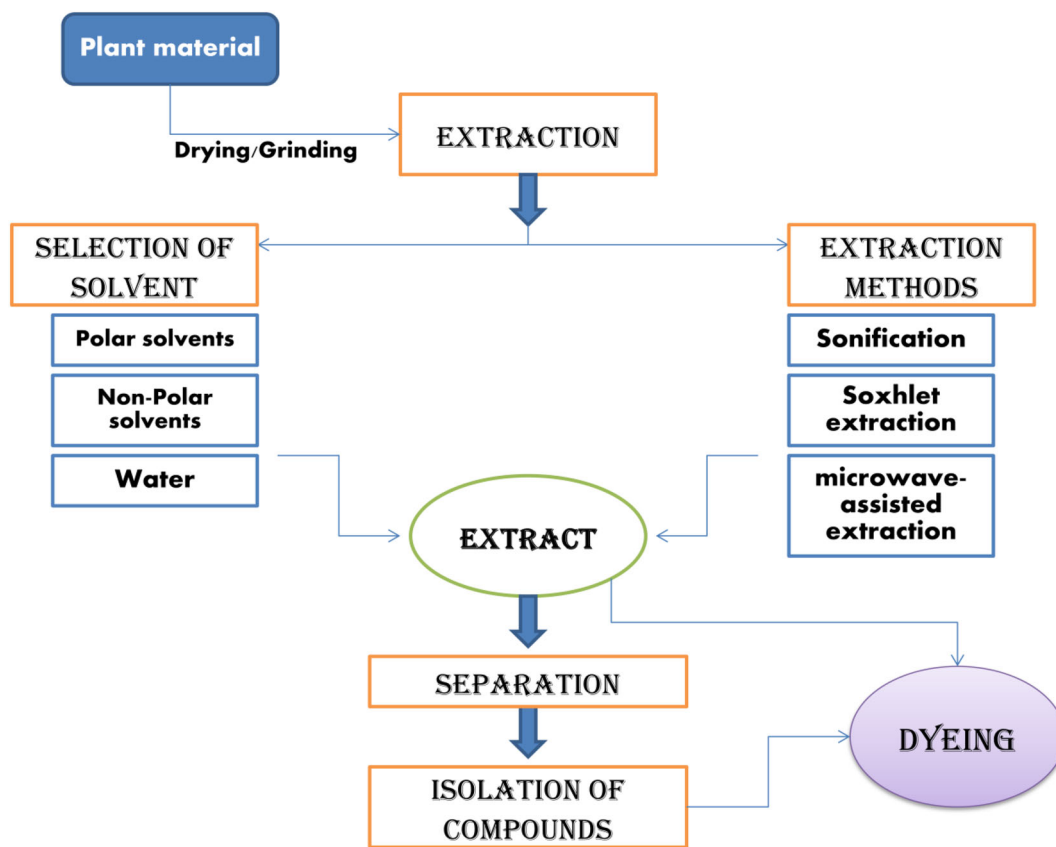 Plant material
Drying/Grinding
EXTRACTION
SELECTION OF
SOLVENT
Polar solvents
Non-Polar
solvents
Water
EXTRACTION
METHODS
Sonification
Soxhlet
extraction
microwave-
assisted
extraction
EXTRACT
SEPARATION
ISOLATION OF
COMPOUNDS
DYEING